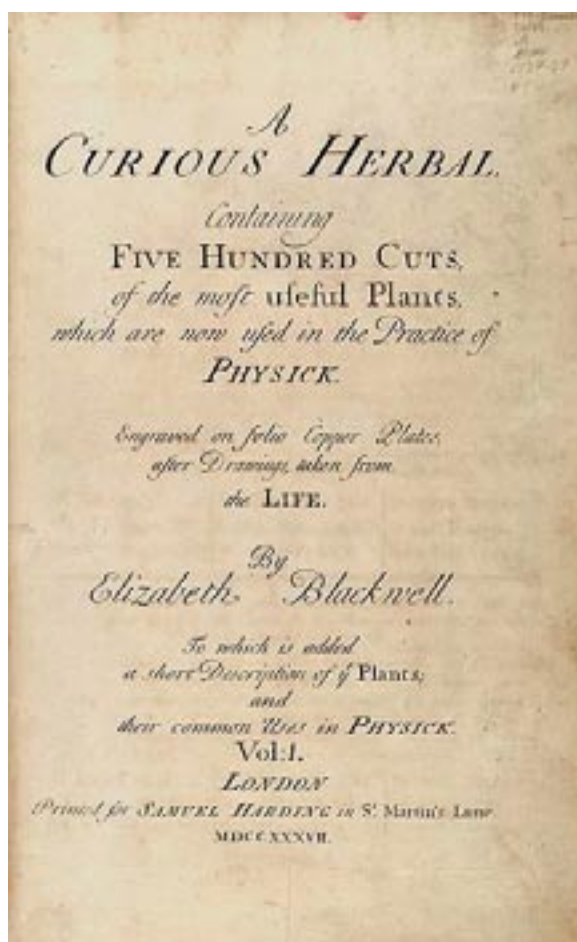 A
CURIOUS HERBAL.
Containing
FIVE HUNDRED CUTS,
of the moſt uſeful Plants,
which are now uſed in the Practice of
PHYSICK.
Engraved on folio Copper Plates,
after Drawings, taken from
the LIFE.
By
Elizabeth Blackwell.
To which is added
a short Description of yͤ Plants;
and
their common Uses in PHYSICK.
Vol: 1.
LONDON
Printed for SAMUEL HARDING in St. Martin's Lane
MDCCXXXVII.